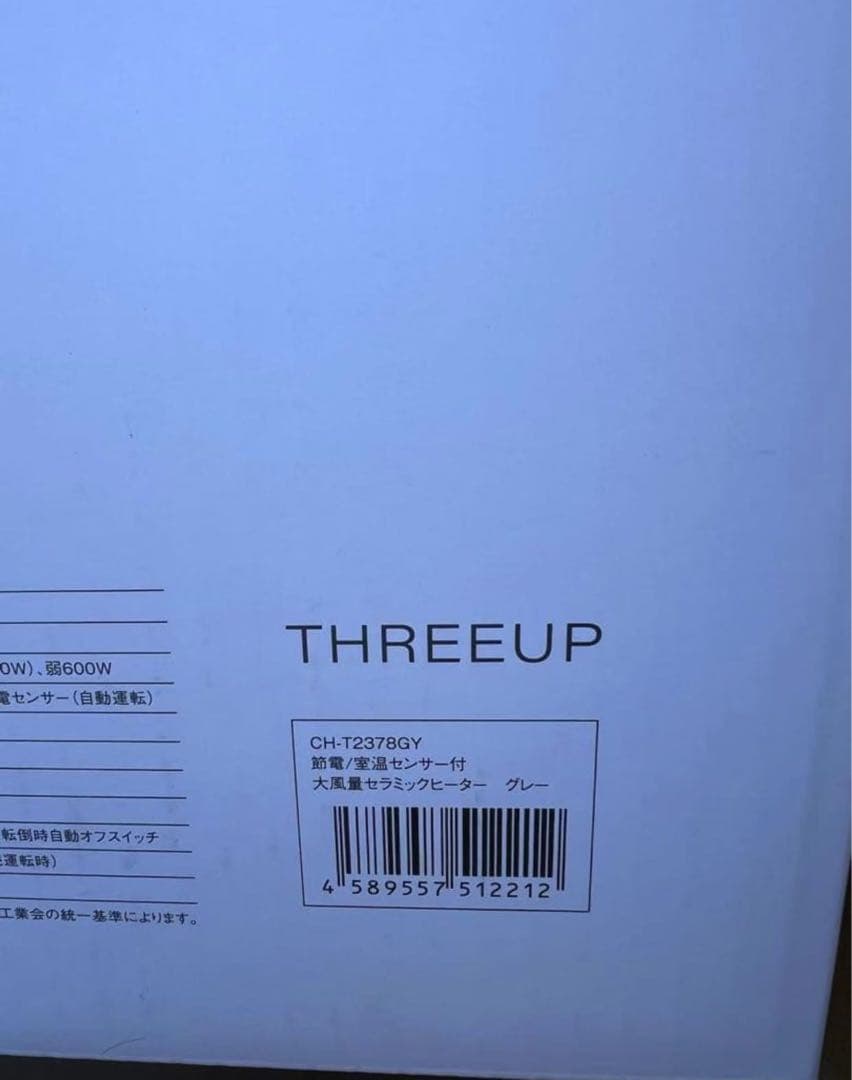 0W)、弱600W
電センサー(自動運転)
転倒時自動オフスイッチ
運転時)
工業会の統一基準によります。
THREEUP
CH-T2378GY
節電/室温センサー付
大風量セラミックヒーター グレー
4 589557 512212